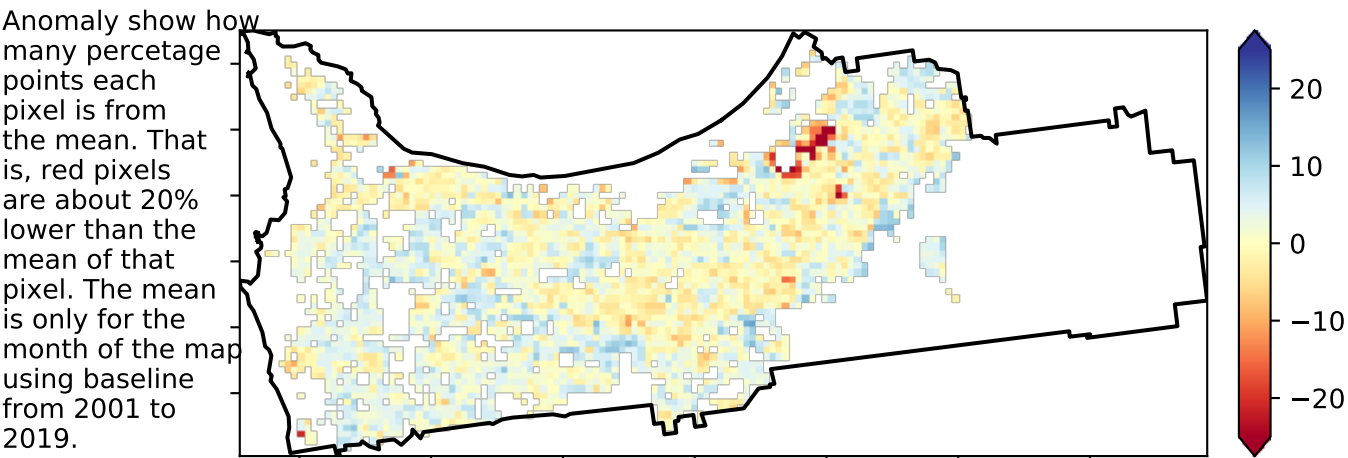 Anomaly show how
many percetage
points each
pixel is from
the mean. That
is, red pixels
are about 20%
lower than the
mean of that
pixel. The mean
is only for the
month of the map
using baseline
from 2001 to
2019.
20
10
0
−10
−20